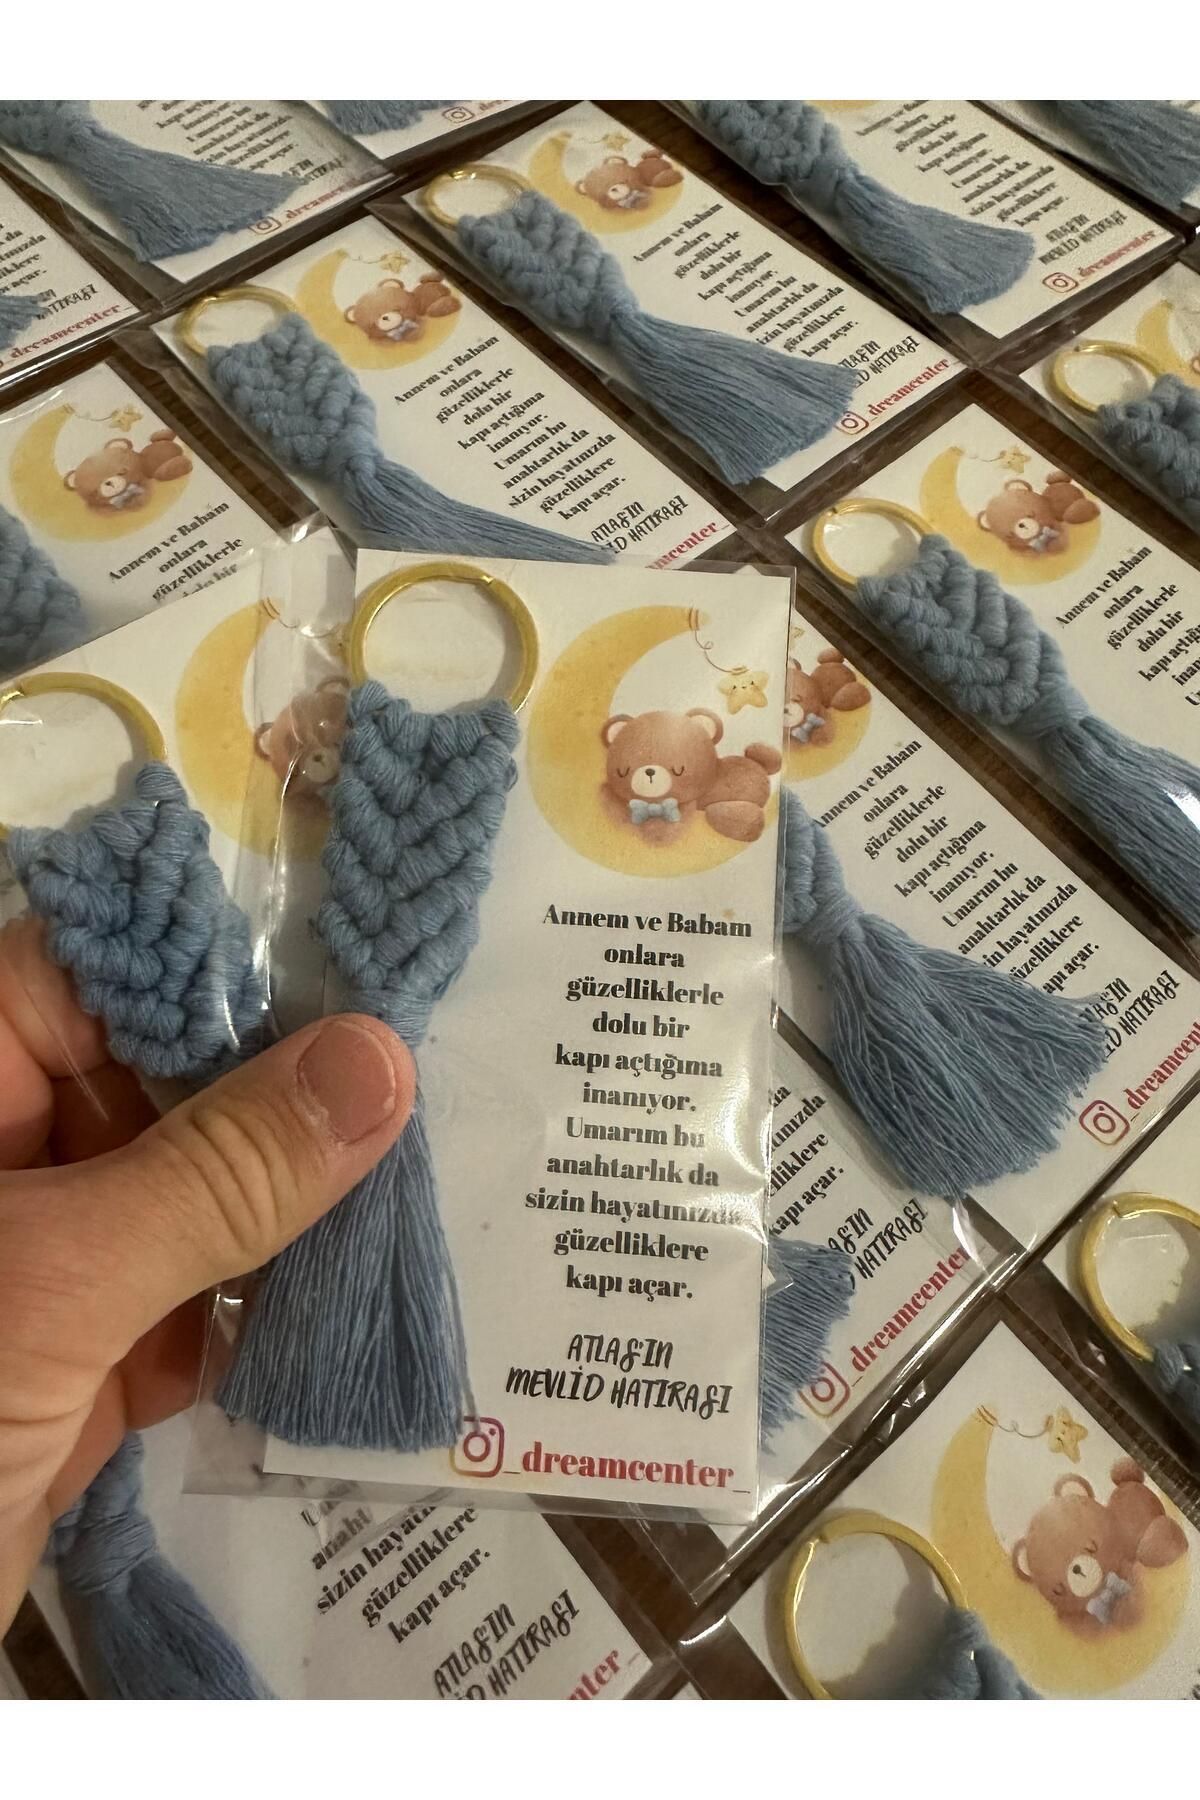 Annem ve Babam
onlara
güzelliklerle
dolu bir
kapı açtığıma
inanıyor.
Umarım bu
anahtarlık da
sizin hayatınızda
güzelliklere
kapı açar.
ATLAS'IN
MEVLİD HATIRASI
_dreamcenter_